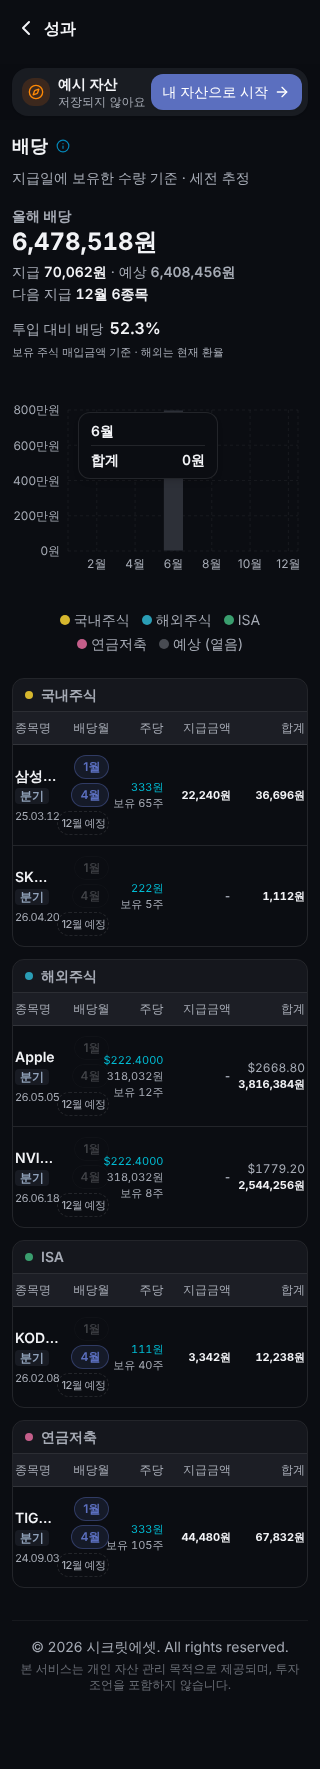 성과
예시 자산
저장되지 않아요
내 자산으로 시작 →
배당
지급일에 보유한 수량 기준 · 세전 추정
올해 배당
6,478,518원
지급 70,062원 · 예상 6,408,456원
다음 지급 12월 6종목
투입 대비 배당 52.3%
보유 주식 매입금액 기준 · 해외는 현재 환율
800만원
600만원
400만원
200만원
0원
6월
합계 0원
2월 4월 6월 8월 10월 12월
국내주식 해외주식 ISA
연금저축 예상 (옅음)
국내주식
종목명 배당월 주당 지급금액 합계
삼성...
분기
25.03.12
1월
4월
12월 예정
333원
보유 65주
22,240원
36,696원
SK...
분기
26.04.20
1월
4월
12월 예정
222원
보유 5주
-
1,112원
해외주식
종목명 배당월 주당 지급금액 합계
Apple
분기
26.05.05
1월
4월
12월 예정
$222.4000
318,032원
보유 12주
-
$2668.80
3,816,384원
NVI...
분기
26.06.18
1월
4월
12월 예정
$222.4000
318,032원
보유 8주
-
$1779.20
2,544,256원
ISA
종목명 배당월 주당 지급금액 합계
KOD...
분기
26.02.08
1월
4월
12월 예정
111원
보유 40주
3,342원
12,238원
연금저축
종목명 배당월 주당 지급금액 합계
TIG...
분기
24.09.03
1월
4월
12월 예정
333원
보유 105주
44,480원
67,832원
© 2026 시크릿에셋. All rights reserved.
본 서비스는 개인 자산 관리 목적으로 제공되며, 투자
조언을 포함하지 않습니다.